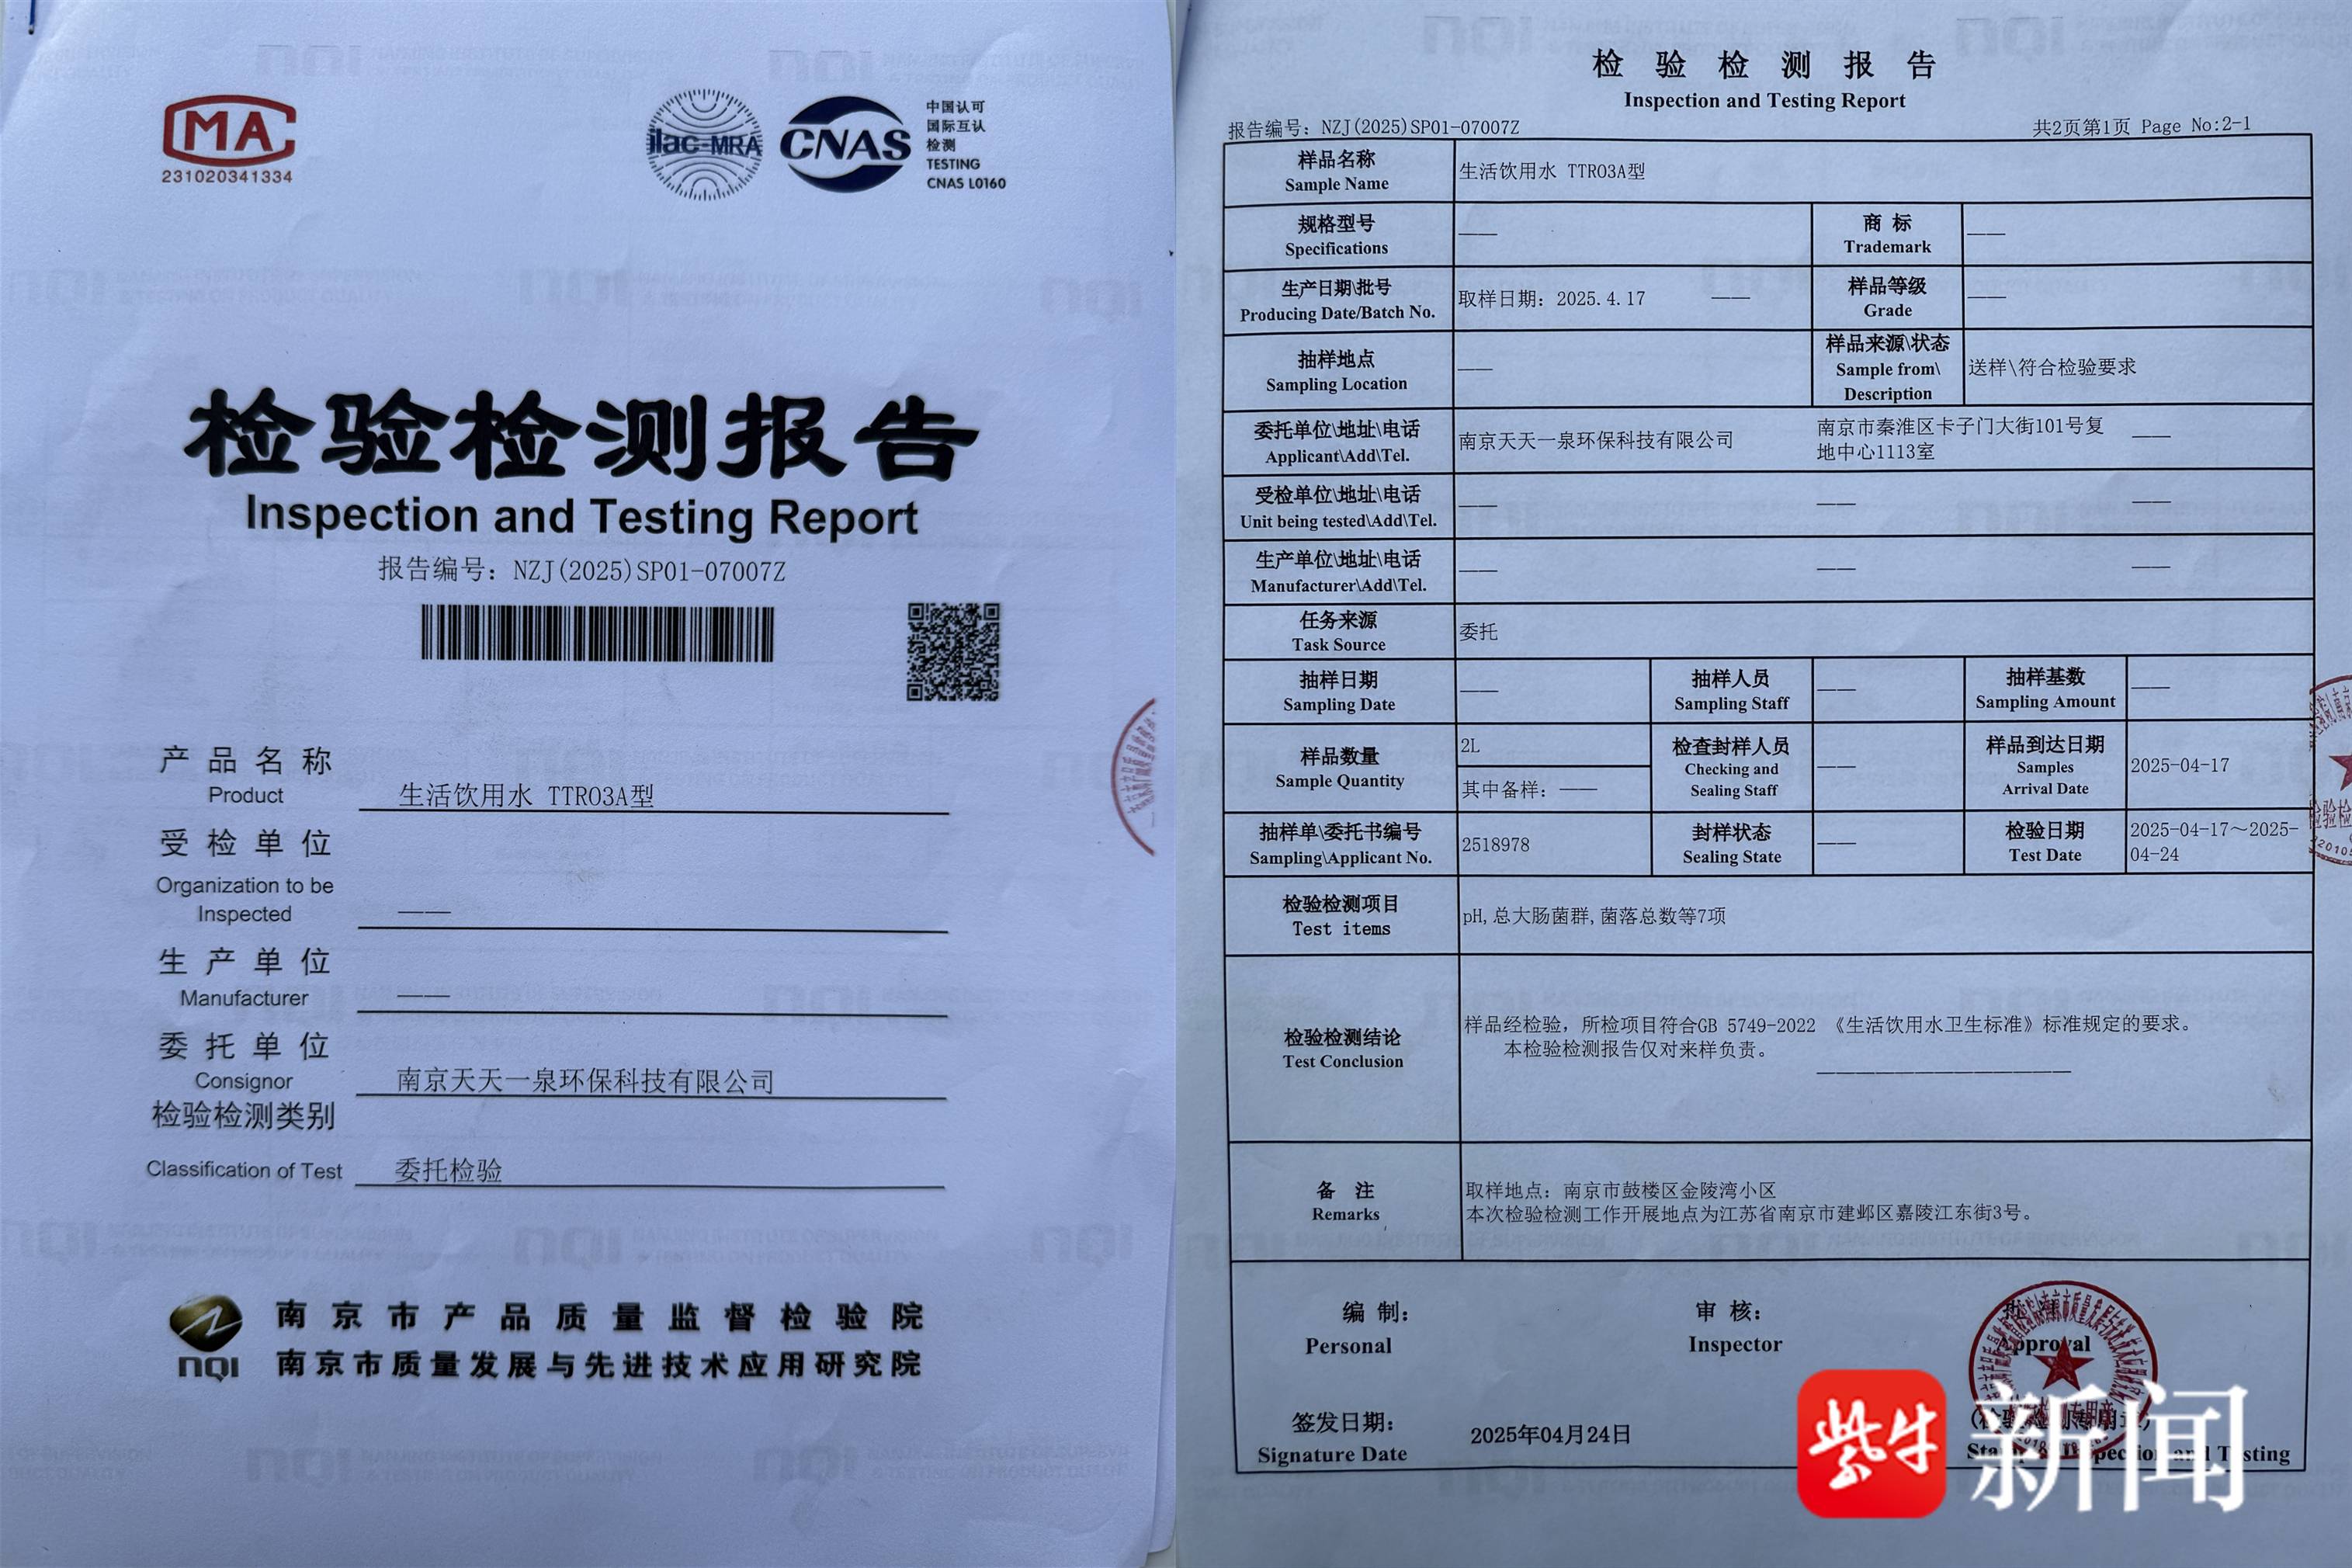 MA
231020341334
ilac-MRA
CNAS
中国认可
国际互认
检测
TESTING
CNAS L0160
检验检测报告
Inspection and Testing Report
报告编号：NZJ(2025)SP01-07007Z
产品名称
Product
生活饮用水 TTRO3A型
受检单位
Organization to be
Inspected
——
生产单位
Manufacturer
——
委托单位
Consignor
南京天天一泉环保科技有限公司
检验检测类别
Classification of Test
委托检验
nQI
南京市产品质量监督检验院
南京市质量发展与先进技术应用研究院
检验检测报告
Inspection and Testing Report
报告编号：NZJ(2025)SP01-07007Z
共2页第1页 Page No:2-1
样品名称
Sample Name
生活饮用水 TTRO3A型
规格型号
Specifications
——
商 标
Trademark
——
生产日期\批号
Producing Date/Batch No.
取样日期：2025.4.17 ——
样品等级
Grade
——
抽样地点
Sampling Location
——
样品来源\状态
Sample from\
Description
送样\符合检验要求
委托单位\地址\电话
Applicant\Add\Tel.
南京天天一泉环保科技有限公司
南京市秦淮区卡子门大街101号复
地中心1113室
——
受检单位\地址\电话
Unit being tested\Add\Tel.
—— —— ——
生产单位\地址\电话
Manufacturer\Add\Tel.
—— —— ——
任务来源
Task Source
委托
抽样日期
Sampling Date
——
抽样人员
Sampling Staff
——
抽样基数
Sampling Amount
——
样品数量
Sample Quantity
2L
其中备样：——
检查封样人员
Checking and
Sealing Staff
——
样品到达日期
Samples
Arrival Date
2025-04-17
抽样单\委托书编号
Sampling\Applicant No.
2518978
封样状态
Sealing State
——
检验日期
Test Date
2025-04-17～2025-
04-24
检验检测项目
Test items
pH,总大肠菌群,菌落总数等7项
检验检测结论
Test Conclusion
样品经检验，所检项目符合GB 5749-2022 《生活饮用水卫生标准》标准规定的要求。
本检验检测报告仅对来样负责。
备 注
Remarks
取样地点：南京市鼓楼区金陵湾小区
本次检验检测工作开展地点为江苏省南京市建邺区嘉陵江东街3号。
编 制：
Personal
审 核：
Inspector
Approval
签发日期：
Signature Date
2025年04月24日
紫牛
新闻